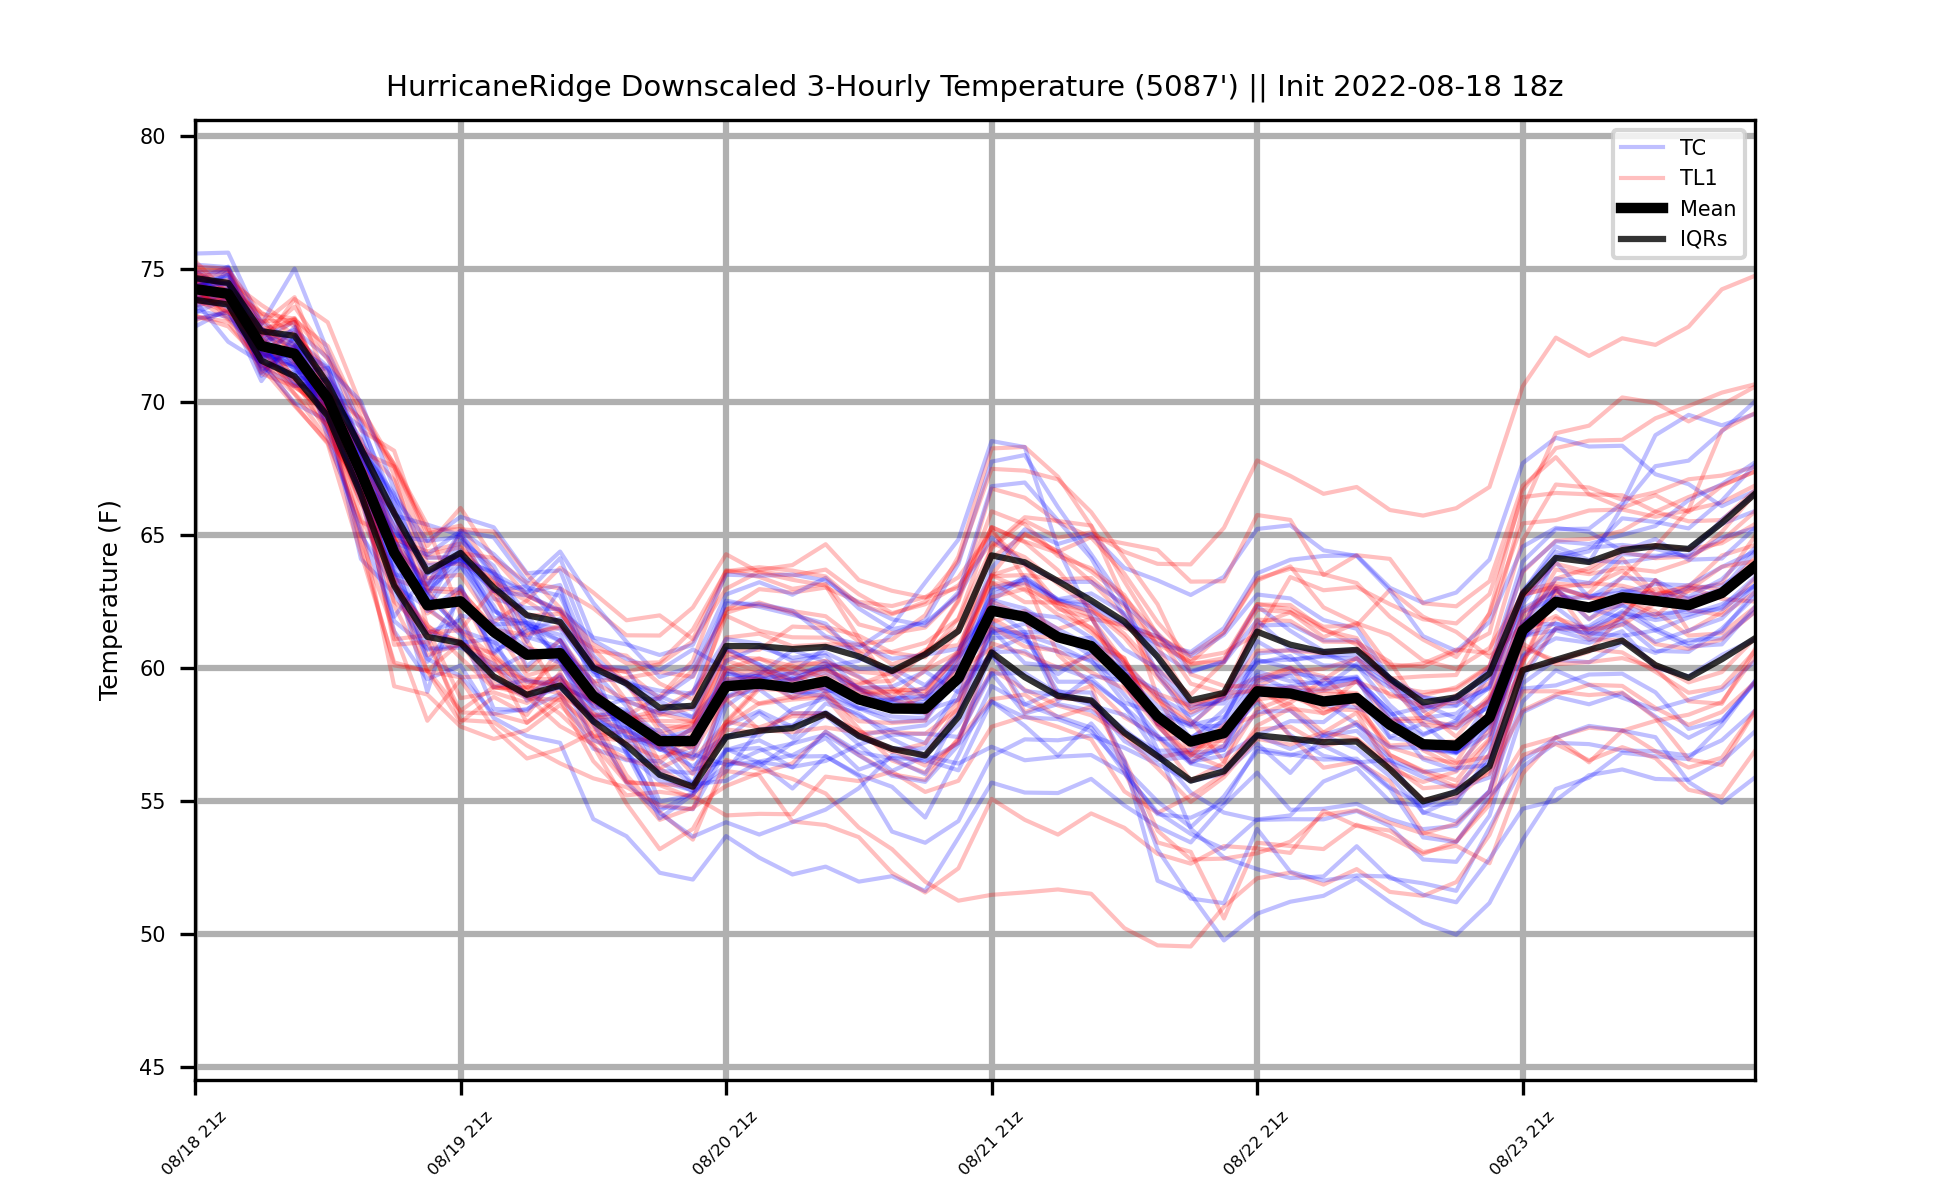 HurricaneRidge Downscaled 3-Hourly Temperature (5087') || Init 2022-08-18 18z
TC
TL1
Mean
IQRs
Temperature (F)
80
75
70
65
60
55
50
45
08/18 21z
08/19 21z
08/20 21z
08/21 21z
08/22 21z
08/23 21z